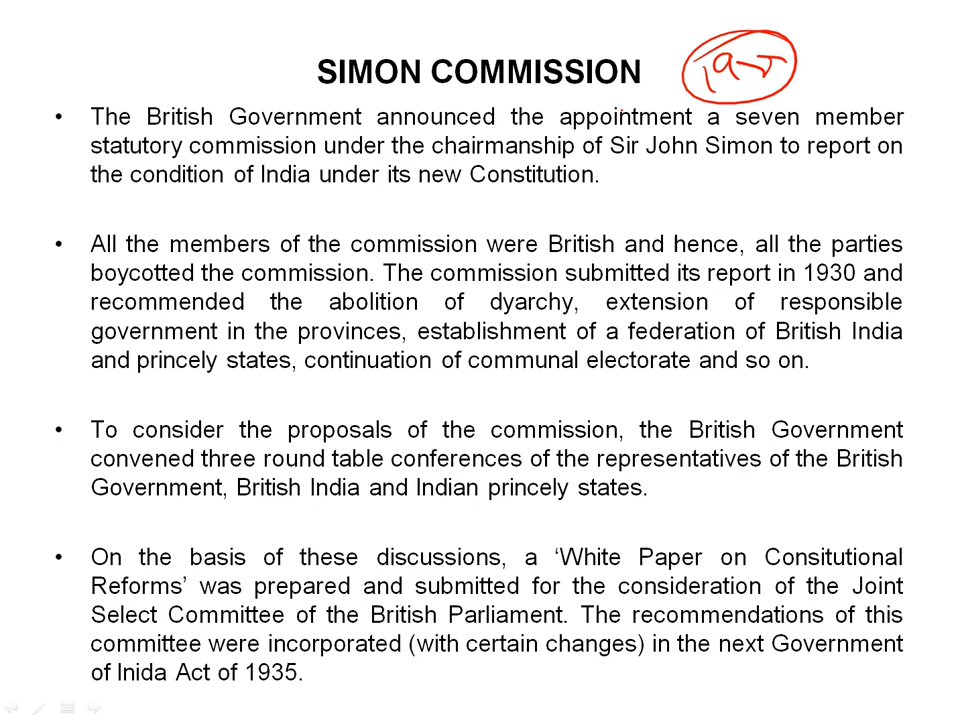 SIMON COMMISSION
• The British Government announced the appointment a seven member
statutory commission under the chairmanship of Sir John Simon to report on
the condition of India under its new Constitution.
• All the members of the commission were British and hence, all the parties
boycotted the commission. The commission submitted its report in 1930 and
recommended the abolition of dyarchy, extension of responsible
government in the provinces, establishment of a federation of British India
and princely states, continuation of communal electorate and so on.
• To consider the proposals of the commission, the British Government
convened three round table conferences of the representatives of the British
Government, British India and Indian princely states.
• On the basis of these discussions, a ‘White Paper on Consitutional
Reforms’ was prepared and submitted for the consideration of the Joint
Select Committee of the British Parliament. The recommendations of this
committee were incorporated (with certain changes) in the next Government
of Inida Act of 1935.